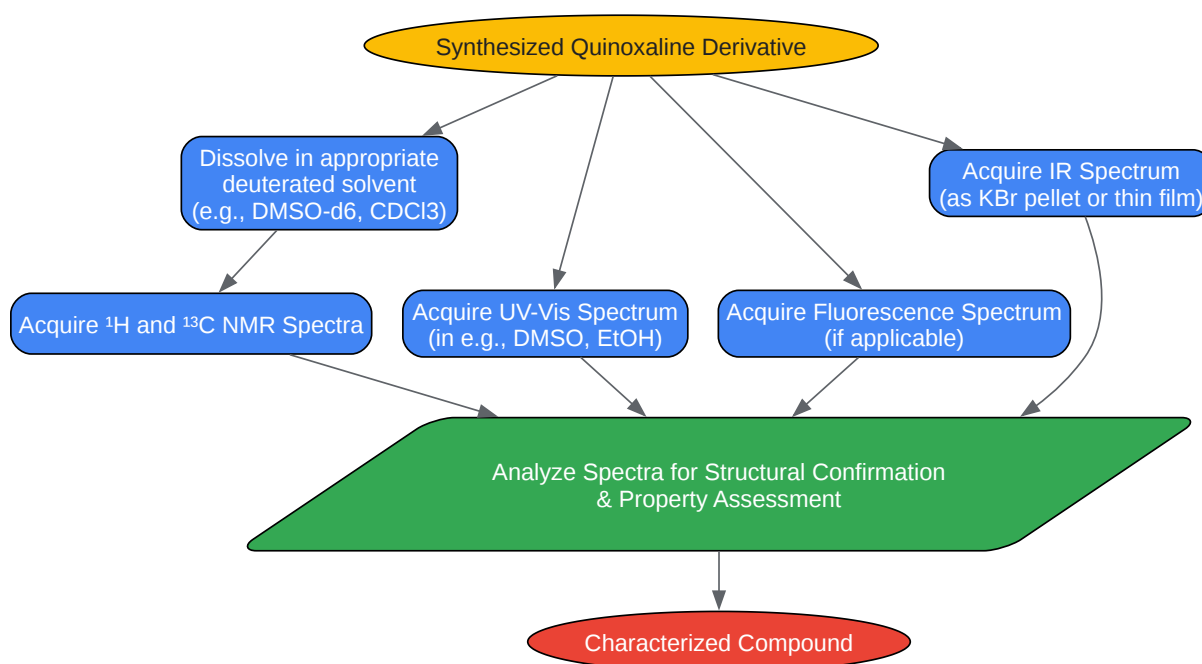 Synthesized Quinoxaline Derivative
Dissolve in appropriate
deuterated solvent
(e.g., DMSO-d6, CDCl3)
Acquire IR Spectrum
(as KBr pellet or thin film)
Acquire ¹H and ¹³C NMR Spectra
Acquire UV-Vis Spectrum
(in e.g., DMSO, EtOH)
Acquire Fluorescence Spectrum
(if applicable)
Analyze Spectra for Structural Confirmation
& Property Assessment
Characterized Compound